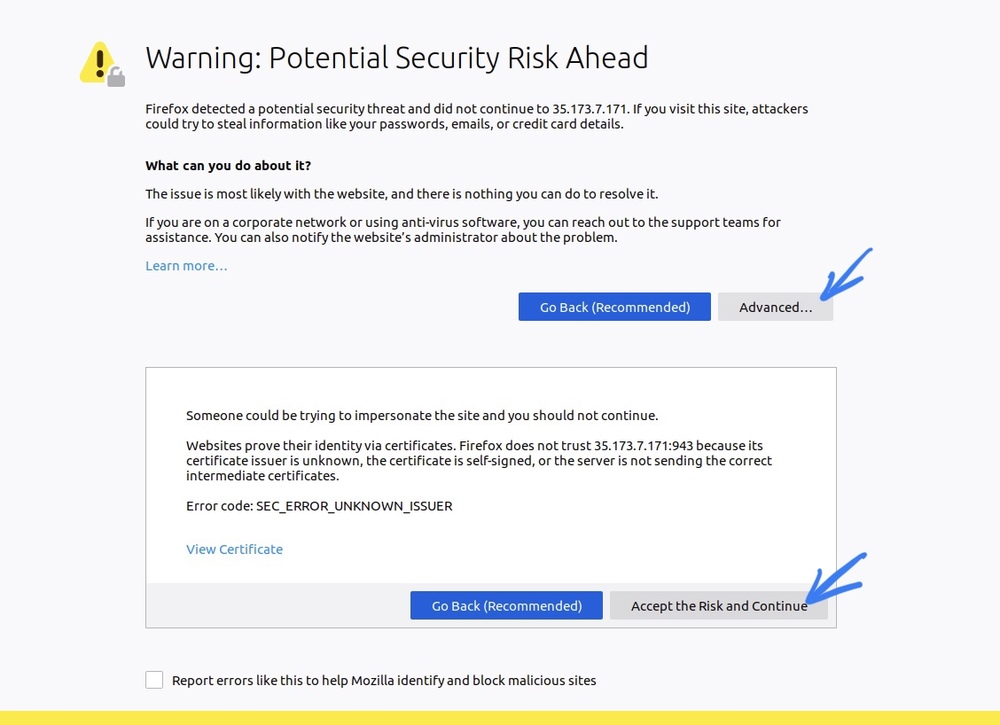 Warning: Potential Security Risk Ahead
Firefox detected a potential security threat and did not continue to 35.173.7.171. If you visit this site, attackers
could try to steal information like your passwords, emails, or credit card details.
What can you do about it?
The issue is most likely with the website, and there is nothing you can do to resolve it.
If you are on a corporate network or using anti-virus software, you can reach out to the support teams for
assistance. You can also notify the website’s administrator about the problem.
Learn more…
Go Back (Recommended) Advanced…
Someone could be trying to impersonate the site and you should not continue.
Websites prove their identity via certificates. Firefox does not trust 35.173.7.171:943 because its
certificate issuer is unknown, the certificate is self-signed, or the server is not sending the correct
intermediate certificates.
Error code: SEC_ERROR_UNKNOWN_ISSUER
View Certificate
Go Back (Recommended) Accept the Risk and Continue
Report errors like this to help Mozilla identify and block malicious sites